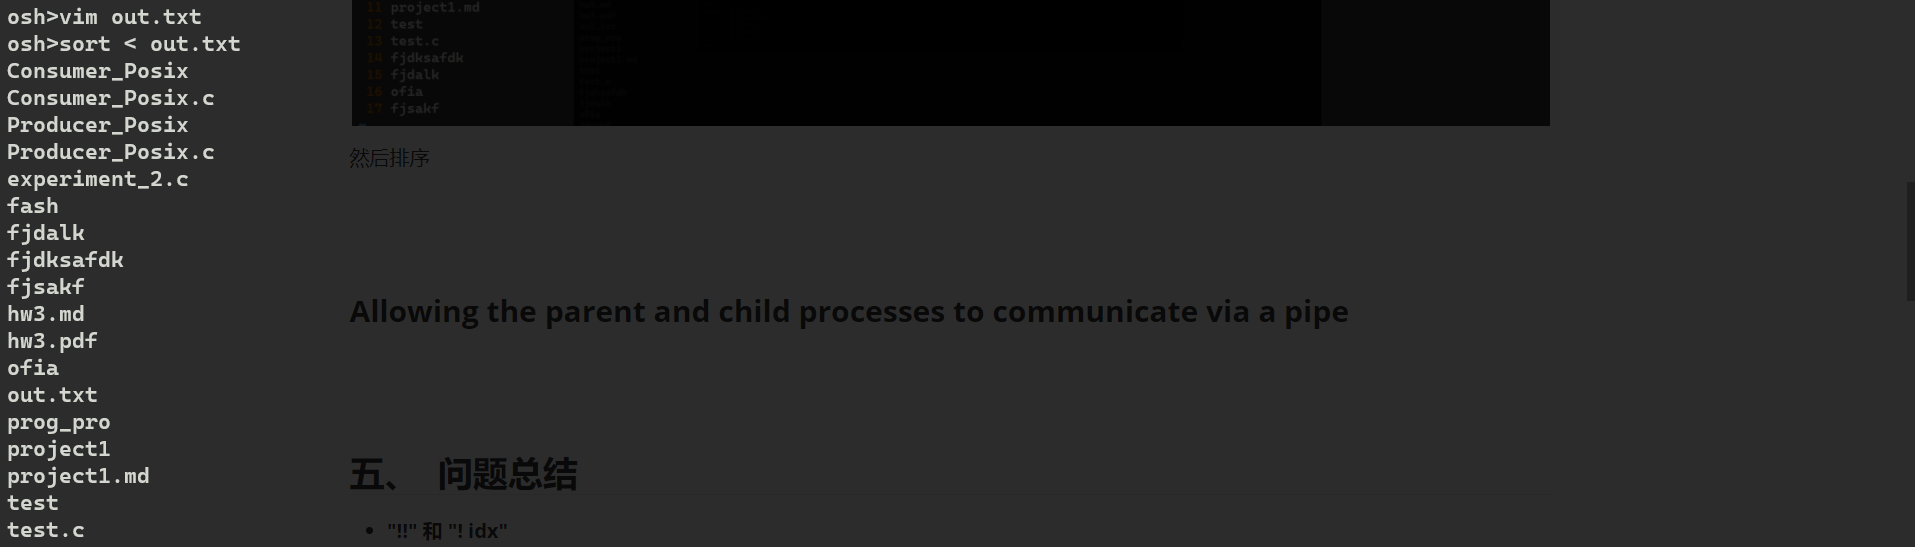 osh>vim out.txt
osh>sort < out.txt
Consumer_Posix
Consumer_Posix.c
Producer_Posix
Producer_Posix.c
experiment_2.c
fash
fjdalk
fjdksafdk
fjsakf
hw3.md
hw3.pdf
ofia
out.txt
prog_pro
project1
project1.md
test
test.c
11 project1.md
12 test
13 test.c
14 fjdksafdk
15 fjdalk
16 ofia
17 fjsakf
然后排序
Allowing the parent and child processes to communicate via a pipe
五、 问题总结
• "!!" 和 "! idx"